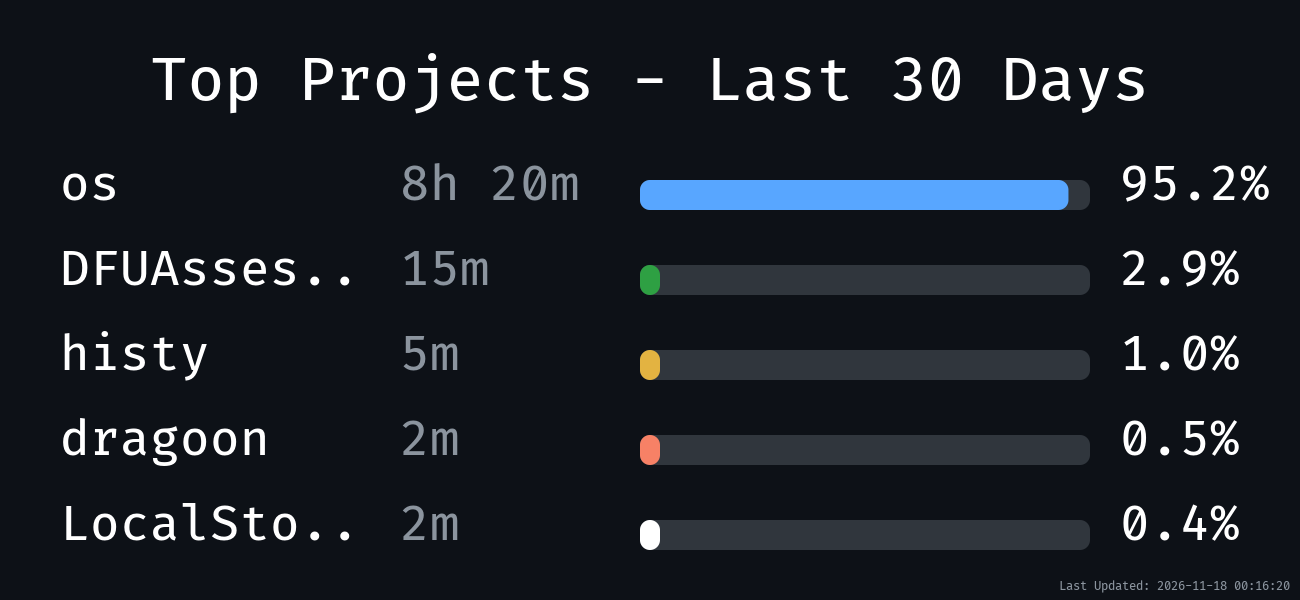 Top Projects - Last 30 Days
os 8h 20m 95.2%
DFUAsses.. 15m 2.9%
histy 5m 1.0%
dragoon 2m 0.5%
LocalSto.. 2m 0.4%
Last Updated: 2026-11-18 00:16:20